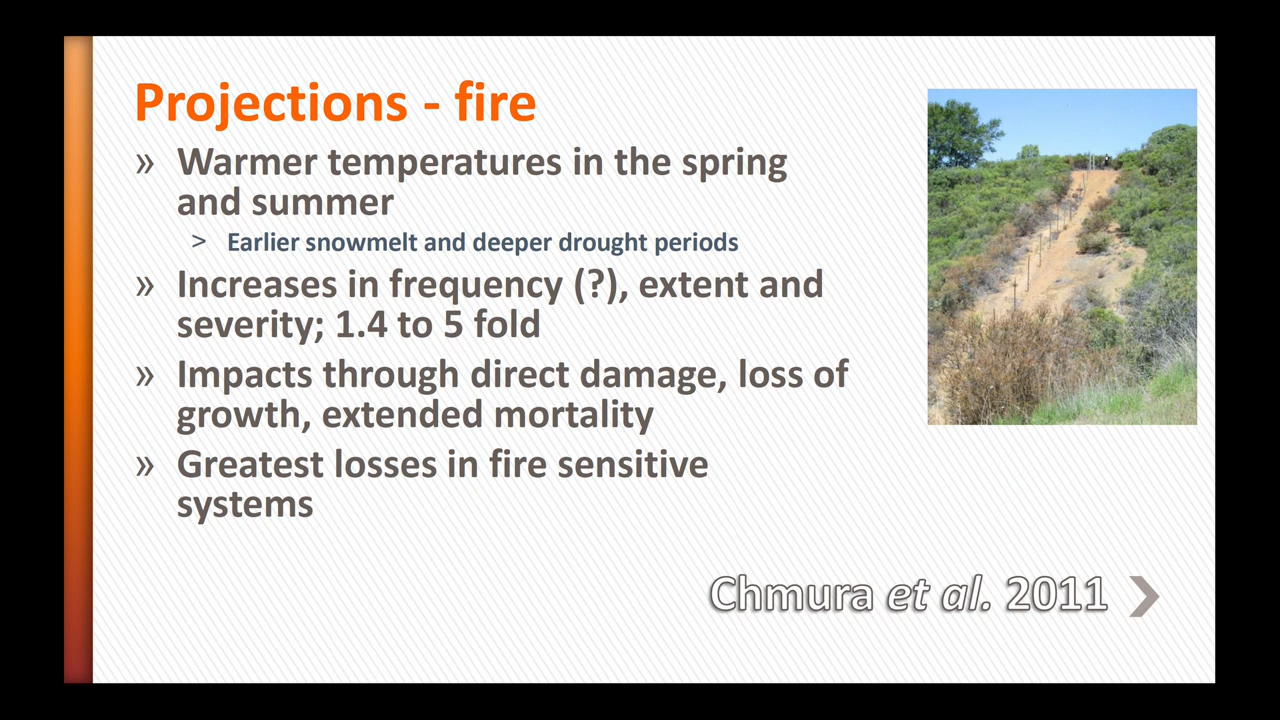 Projections - fire
» Warmer temperatures in the spring
and summer
> Earlier snowmelt and deeper drought periods
» Increases in frequency (?), extent and
severity; 1.4 to 5 fold
» Impacts through direct damage, loss of
growth, extended mortality
» Greatest losses in fire sensitive
systems
Chmura et al. 2011